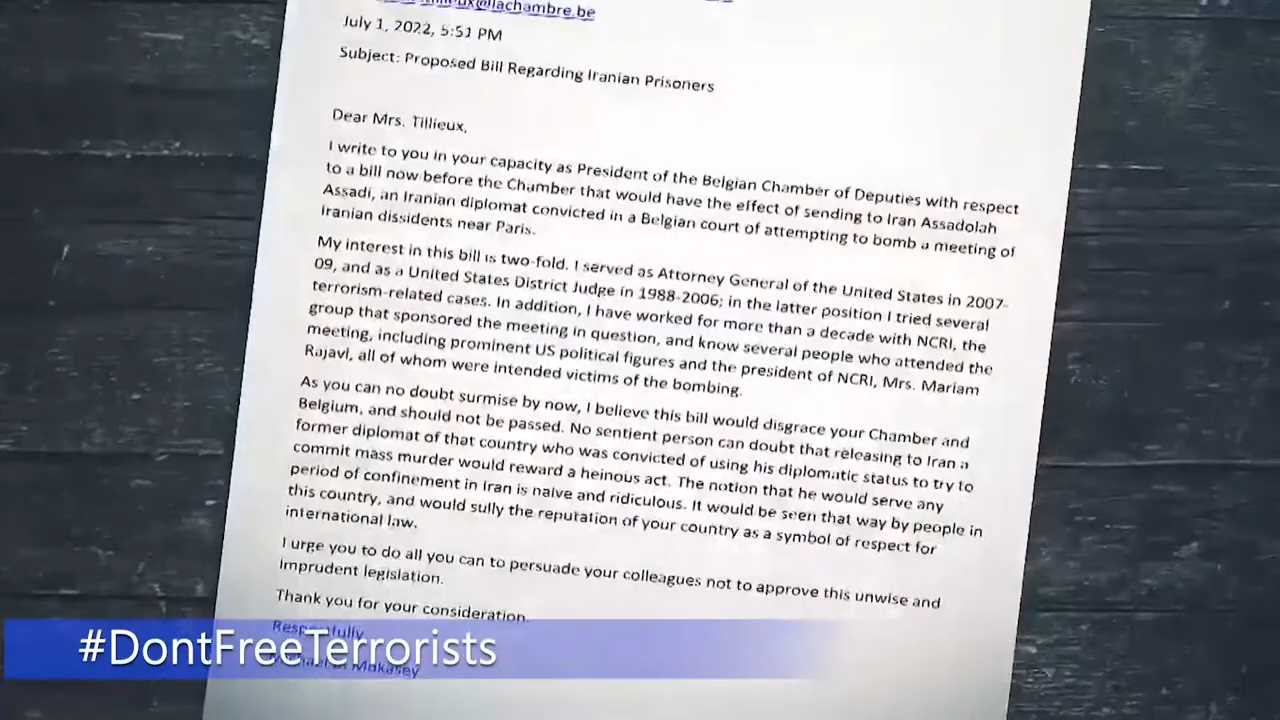 @lachambre.be
July 1, 2022, 5:51 PM
Subject: Proposed Bill Regarding Iranian Prisoners
Dear Mrs. Tillieux,
I write to you in your capacity as President of the Belgian Chamber of Deputies with respect
to a bill now before the Chamber that would have the effect of sending to Iran Assadolah
Assadi, an Iranian diplomat convicted in a Belgian court of attempting to bomb a meeting of
Iranian dissidents near Paris.
My interest in this bill is two-fold. I served as Attorney General of the United States in 2007-
09, and as a United States District Judge in 1988-2006; in the latter position I tried several
terrorism-related cases. In addition, I have worked for more than a decade with NCRI, the
group that sponsored the meeting in question, and know several people who attended the
meeting, including prominent US political figures and the president of NCRI, Mrs. Mariam
Rajavi, all of whom were intended victims of the bombing.
As you can no doubt surmise by now, I believe this bill would disgrace your Chamber and
Belgium, and should not be passed. No sentient person can doubt that releasing to Iran a
former diplomat of that country who was convicted of using his diplomatic status to try to
commit mass murder would reward a heinous act. The notion that he would serve any
period of confinement in Iran is naive and ridiculous. It would be seen that way by people in
this country, and would sully the reputation of your country as a symbol of respect for
international law.
I urge you to do all you can to persuade your colleagues not to approve this unwise and
imprudent legislation.
Thank you for your consideration.
Respectfully
#DontFreeTerrorists
Mukasey